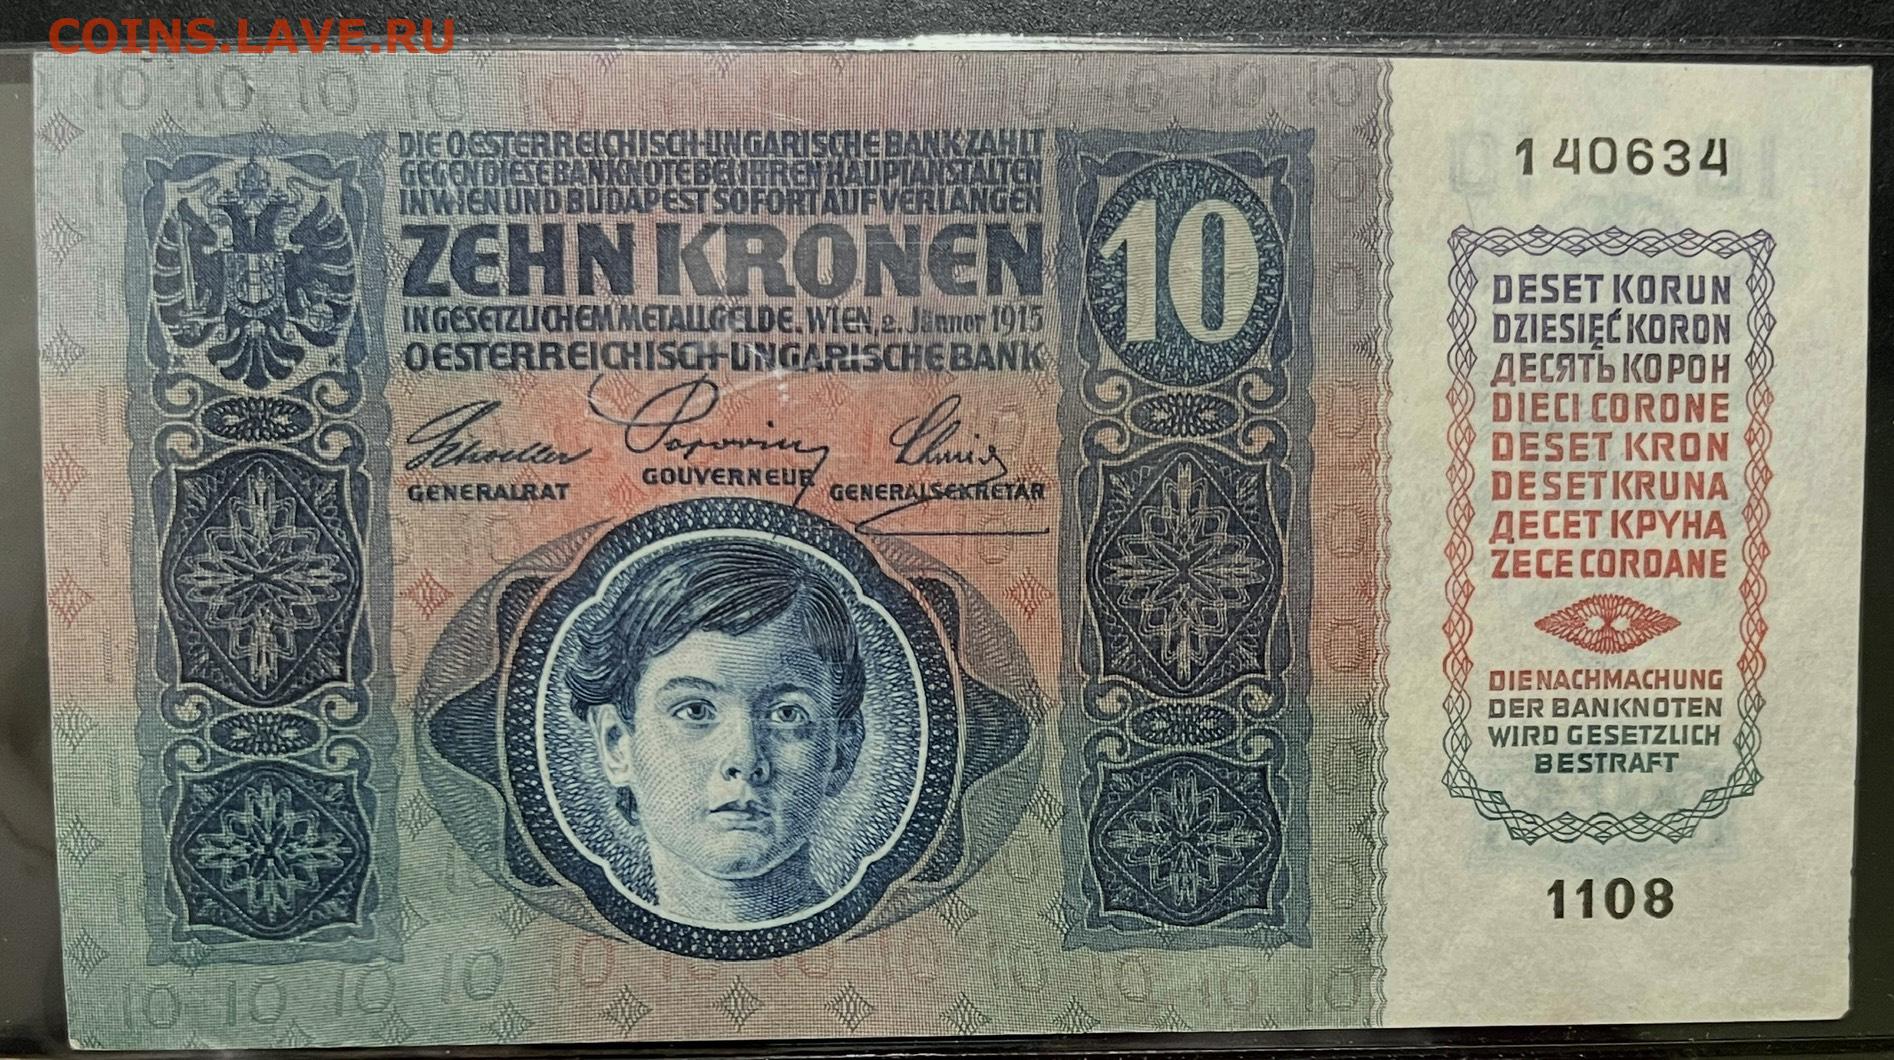 COINS.LAVE.RU
DIE OESTERREICHISCH-UNGARISCHE BANK ZAHLT
GEGEN DIESE BANKNOTE BEI IHREN HAUPTANSTALTEN
IN WIEN UND BUDAPEST SOFORT AUF VERLANGEN
ZEHN KRONEN
IN GESETZLICHEM METALLGELDE. WIEN, 2. Jänner 1915
OESTERREICHISCH-UNGARISCHE BANK
Popovics
GENERALRAT
GOUVERNEUR
GENERALSEKRETÄR
10
140634
DESET KORUN
DZIESIĘĆ KORON
ДЕСЯТЬ КОРОН
DIECI CORONE
DESET KRON
DESET KRUNA
ДЕСЕТ КРУНА
ZECE COROANE
DIE NACHMACHUNG
DER BANKNOTEN
WIRD GESETZLICH
BESTRAFT
1108